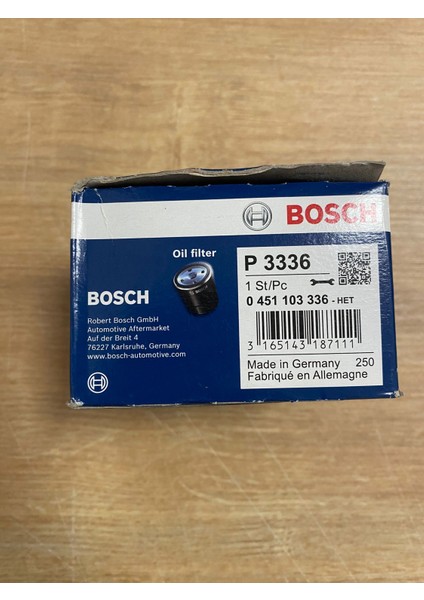 BOSCH
Oil filter
BOSCH
Robert Bosch GmbH
Automotive Aftermarket
Auf der Breit 4
76227 Karlsruhe, Germany
www.bosch-automotive.com
P 3336
1 St/Pc
0 451 103 336 - HET
3 165143 187111
Made in Germany 250
Fabriqué en Allemagne